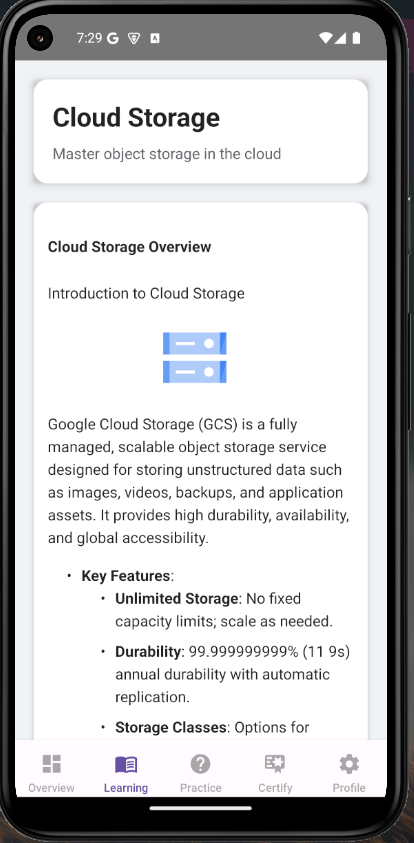 7:29
Cloud Storage
Master object storage in the cloud
Cloud Storage Overview
Introduction to Cloud Storage
Google Cloud Storage (GCS) is a fully
managed, scalable object storage service
designed for storing unstructured data such
as images, videos, backups, and application
assets. It provides high durability, availability,
and global accessibility.
• Key Features:
• Unlimited Storage: No fixed
capacity limits; scale as needed.
• Durability: 99.999999999% (11 9s)
annual durability with automatic
replication.
• Storage Classes: Options for
Overview Learning Practice Certify Profile